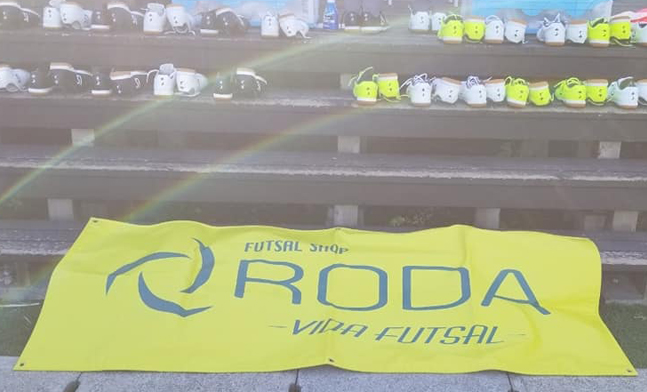 FUTSAL SHOP
RODA
-VIDA FUTSAL-